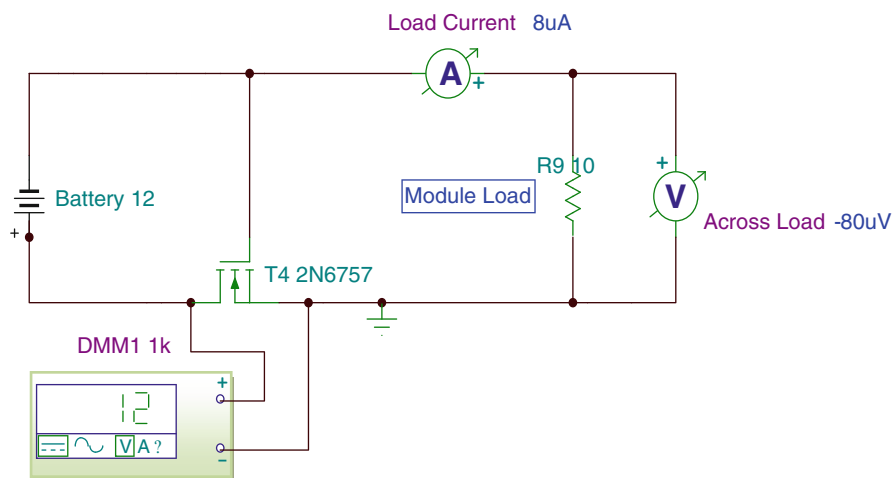 Load Current 8uA
A
+
R9 10
+
Battery 12
Module Load
V
+
Across Load -80uV
T4 2N6757
DMM1 1k
+
12
V A ?
−